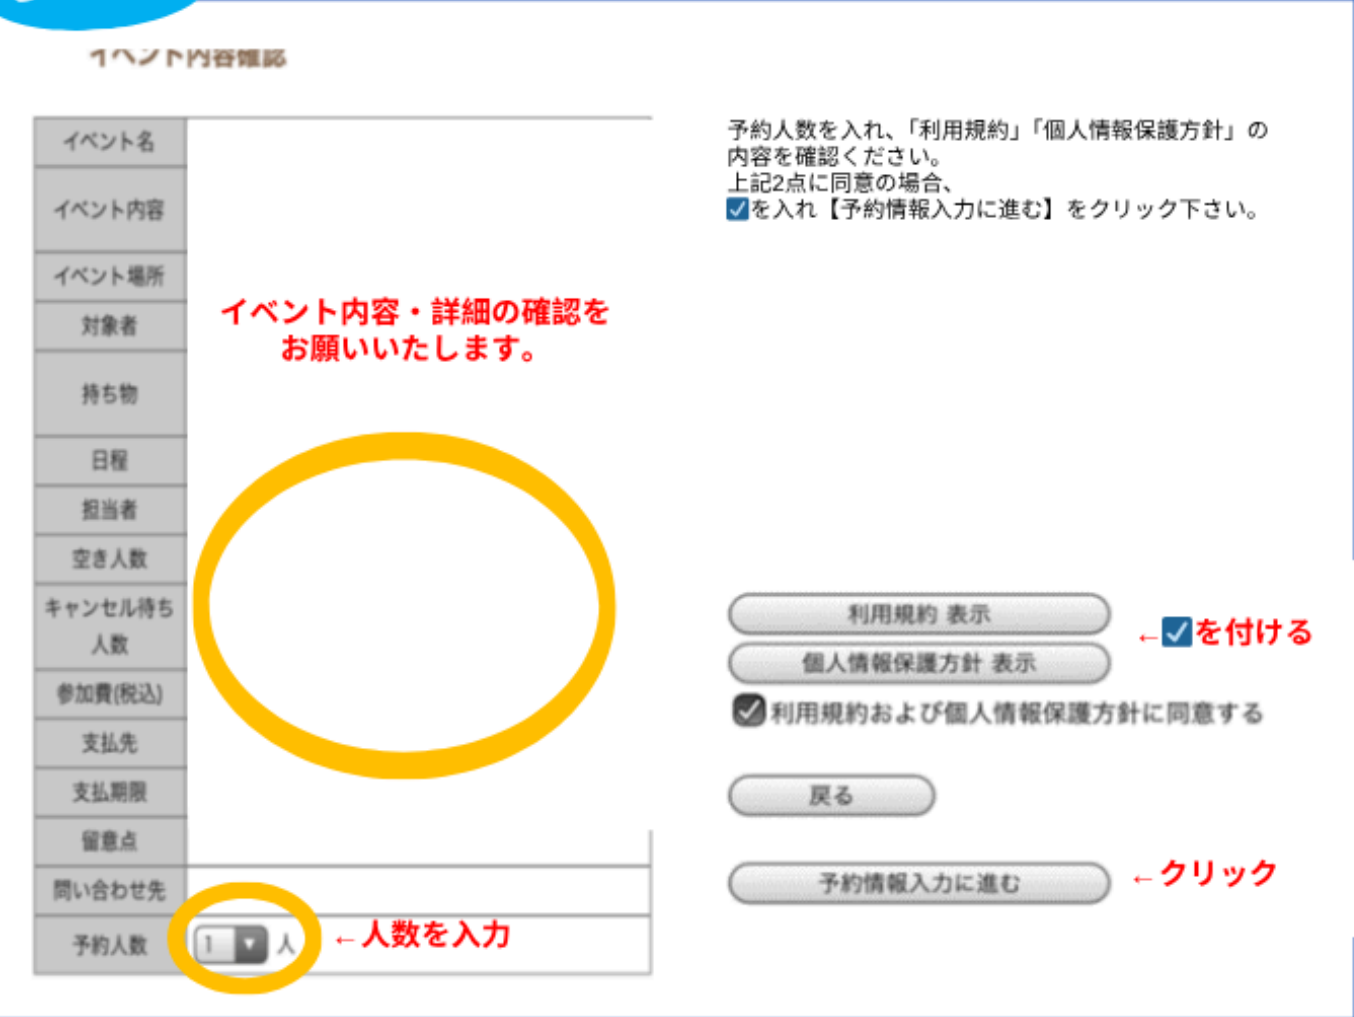 イベント内容確認
イベント名
イベント内容
イベント場所
対象者
持ち物
日程
担当者
空き人数
キャンセル待ち
人数
参加費(税込)
支払先
支払期限
留意点
問い合わせ先
予約人数
1 人
←人数を入力
イベント内容・詳細の確認を
お願いいたします。
予約人数を入れ、「利用規約」「個人情報保護方針」の
内容を確認ください。
上記2点に同意の場合、
☑を入れ【予約情報入力に進む】をクリック下さい。
利用規約 表示
個人情報保護方針 表示
←☑を付ける
☑利用規約および個人情報保護方針に同意する
戻る
予約情報入力に進む
←クリック